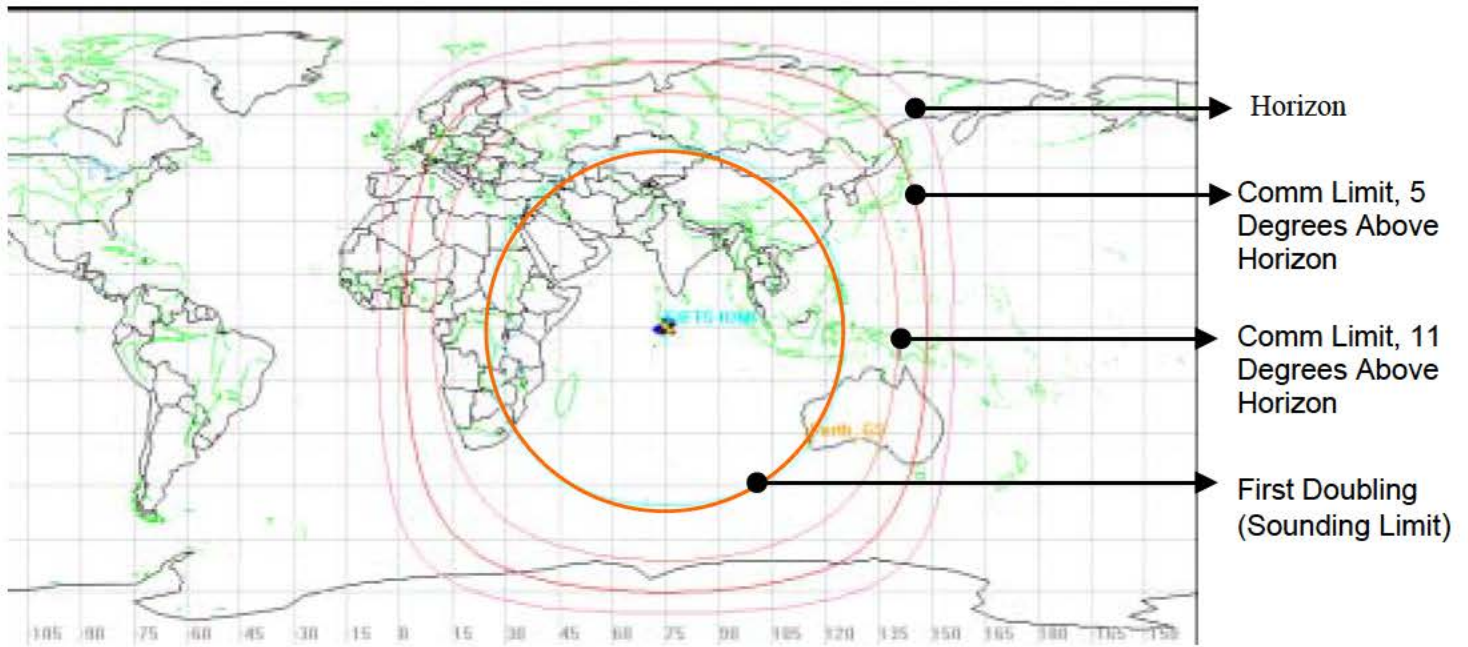 Horizon
Comm Limit, 5
Degrees Above
Horizon
Comm Limit, 11
Degrees Above
Horizon
First Doubling
(Sounding Limit)
Perth_GS
105 90 75 60 45 30 15 0 15 30 45 60 75 90 105 120 135 150 165 180 165 150